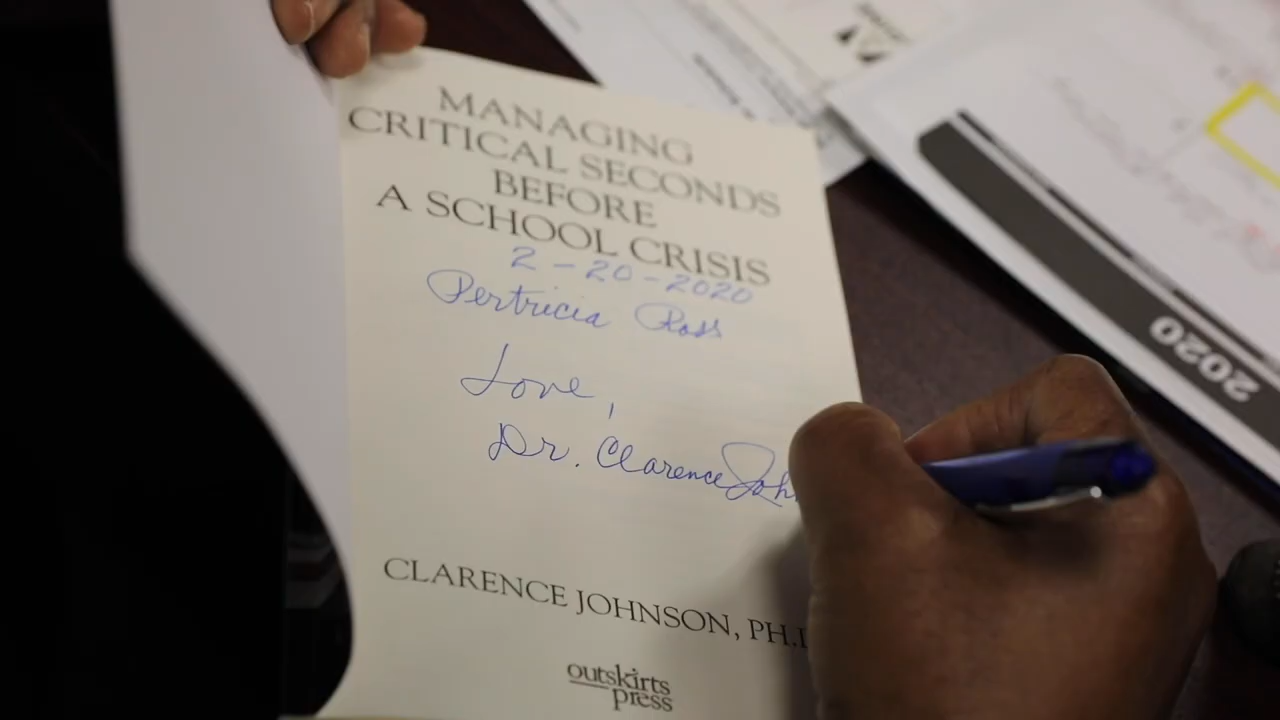 MANAGING
CRITICAL SECONDS
BEFORE
A SCHOOL CRISIS
2-20-2020
Pertricia Ross
Love,
Dr. Clarence Joh
CLARENCE JOHNSON, PH.D
outskirts
press
2020